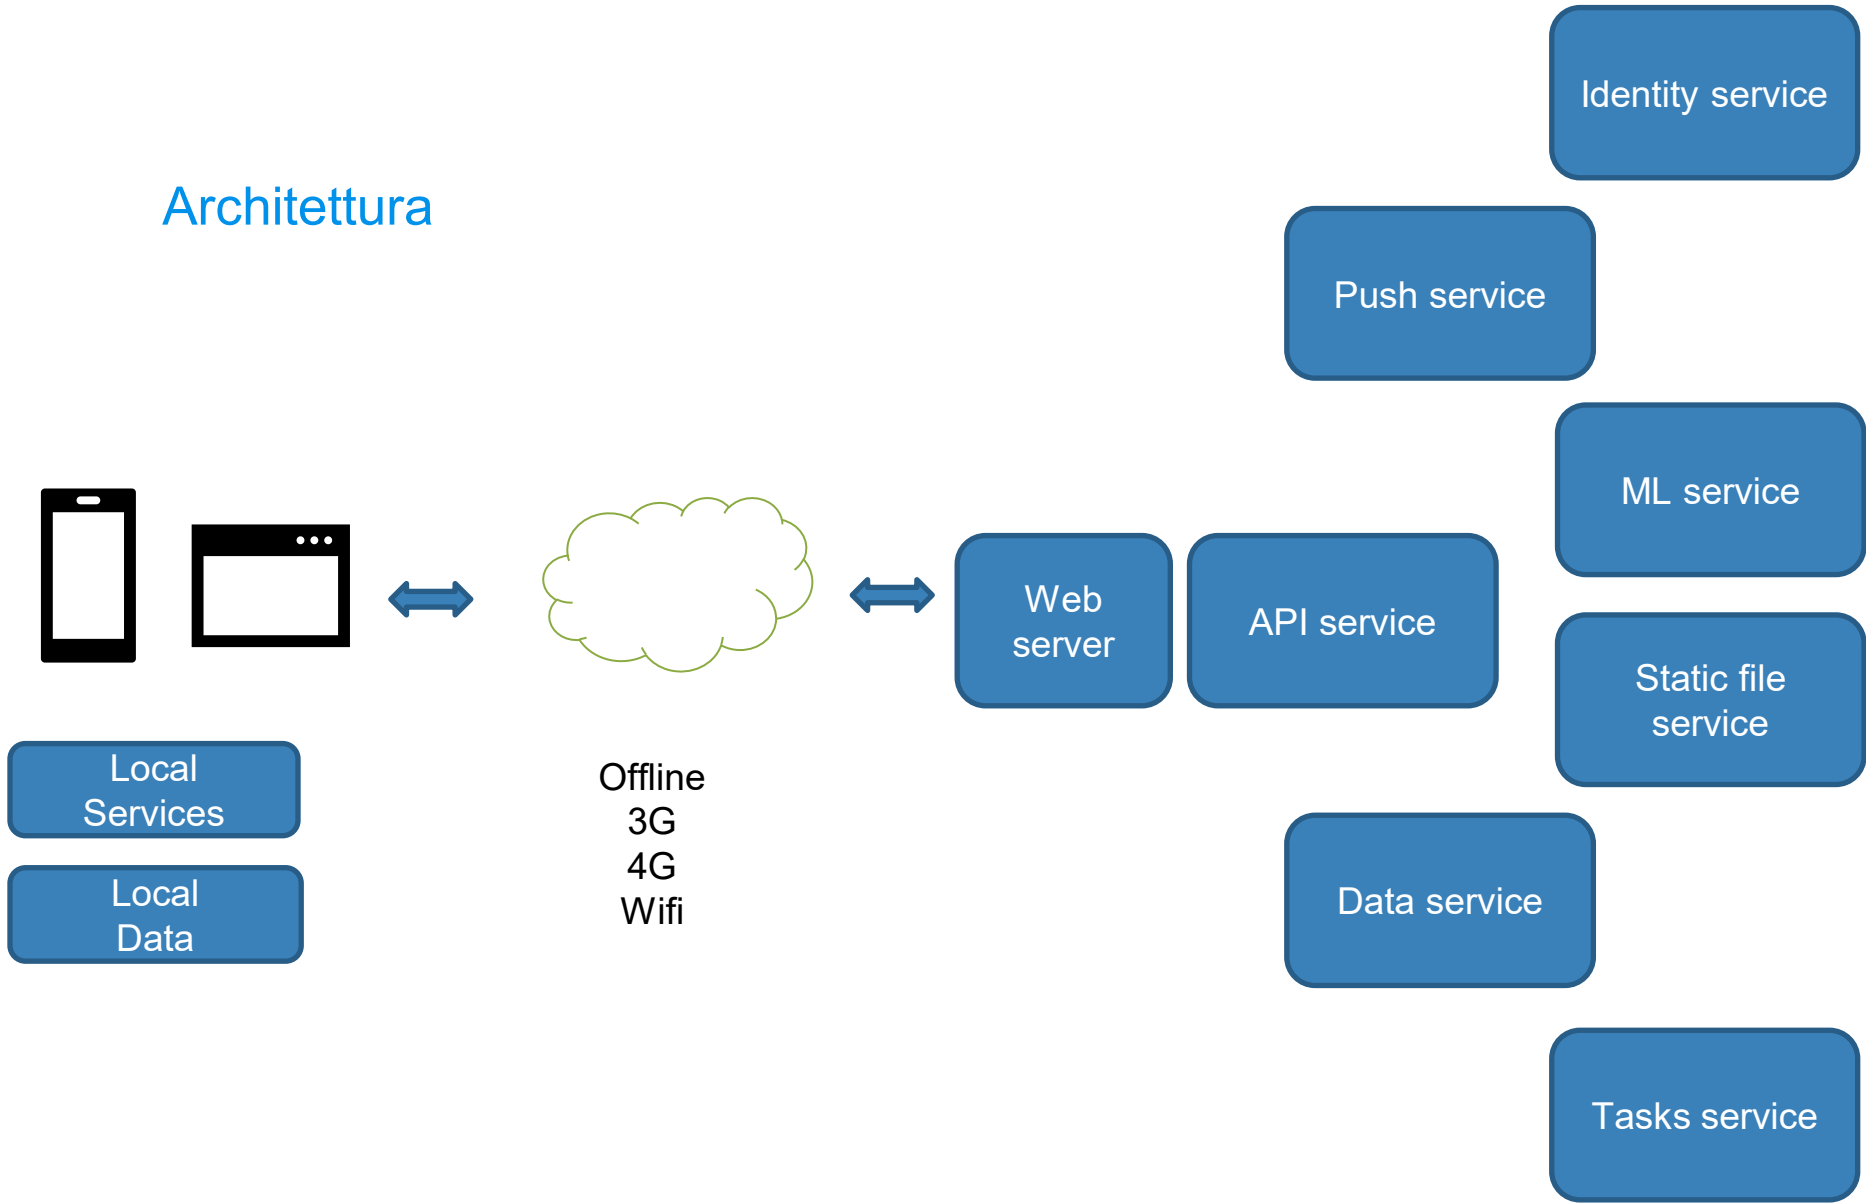 Architettura
Identity service
Push service
ML service
Web
server
API service
Static file
service
Local
Services
Local
Data
Offline
3G
4G
Wifi
Data service
Tasks service